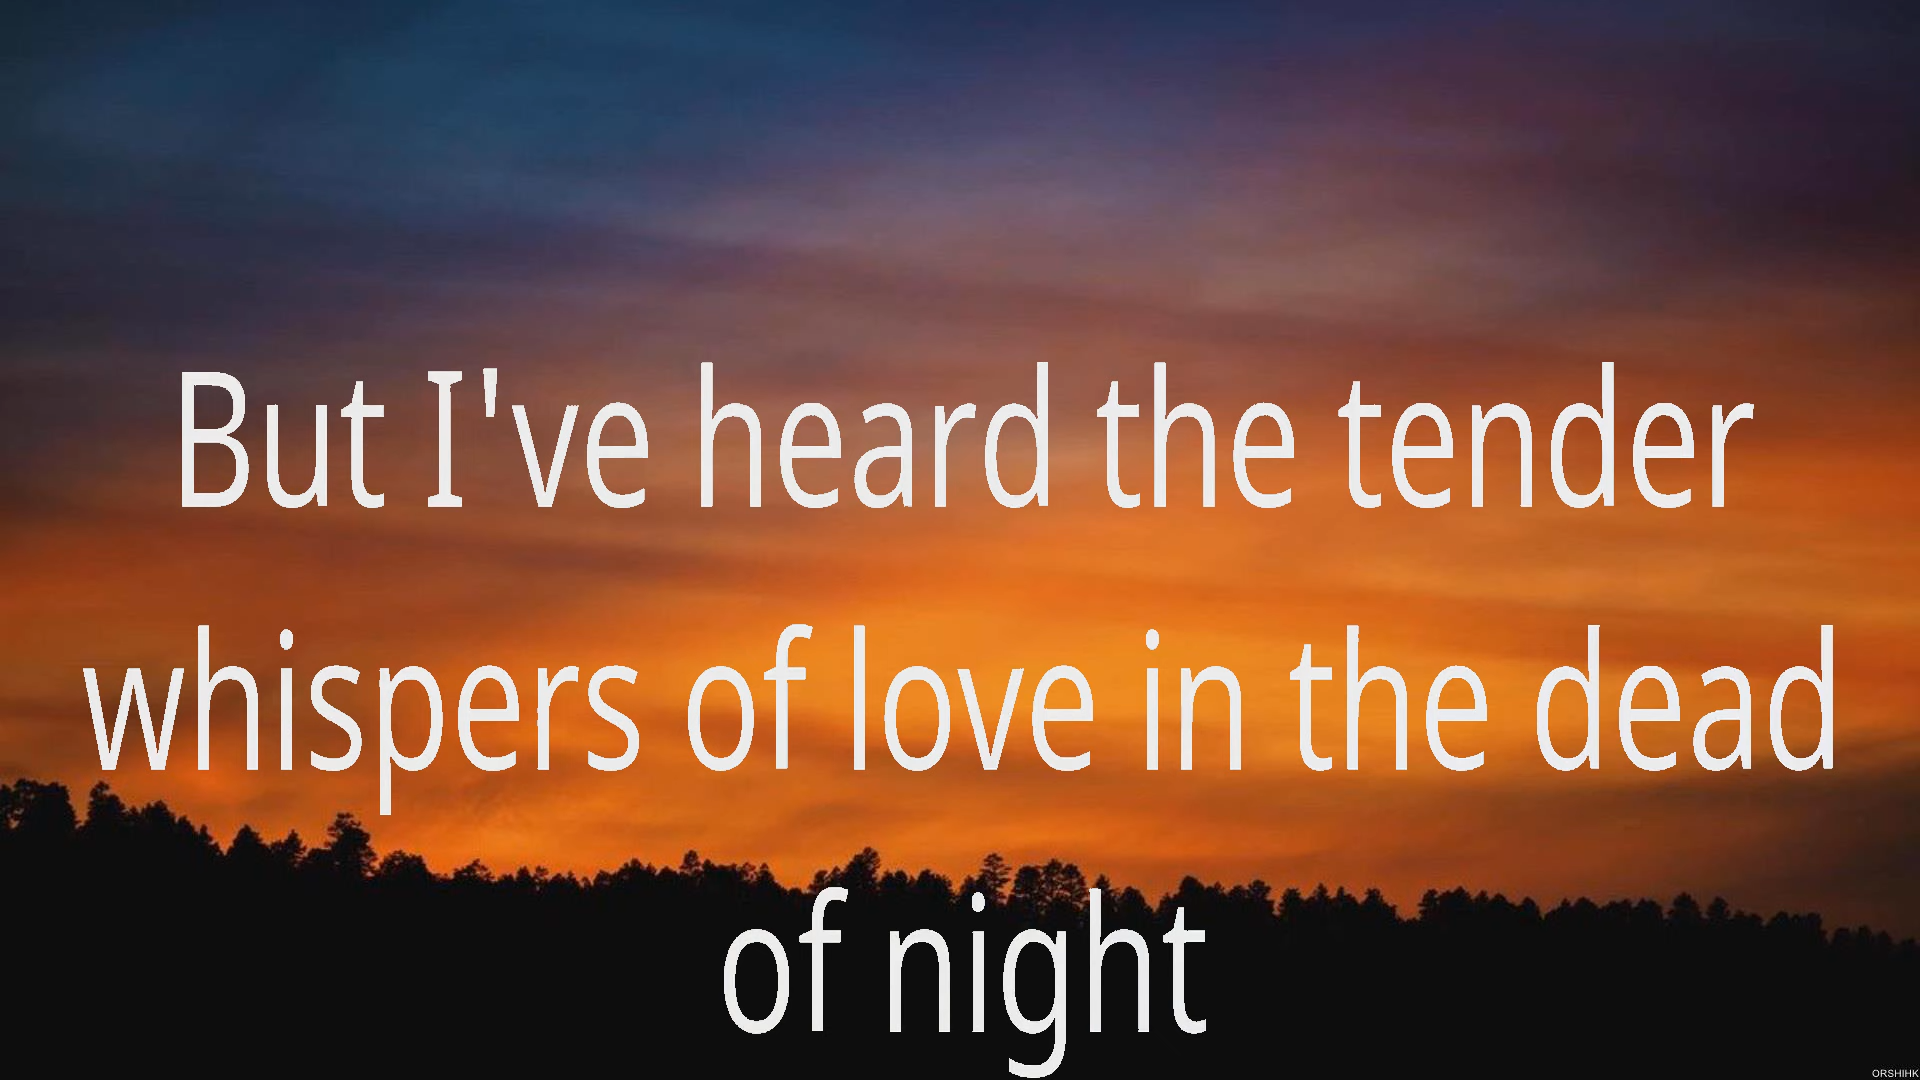 But I've heard the tender
whispers of love in the dead
of night
ORSHIHK